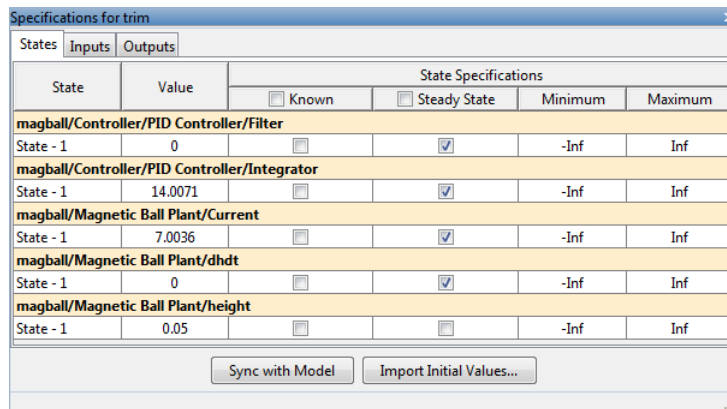 Specifications for trim
States Inputs Outputs
State Value State Specifications
Known Steady State Minimum Maximum
magball/Controller/PID Controller/Filter
State - 1 0 -Inf Inf
magball/Controller/PID Controller/Integrator
State - 1 14.0071 -Inf Inf
magball/Magnetic Ball Plant/Current
State - 1 7.0036 -Inf Inf
magball/Magnetic Ball Plant/dhdt
State - 1 0 -Inf Inf
magball/Magnetic Ball Plant/height
State - 1 0.05 -Inf Inf
Sync with Model Import Initial Values...